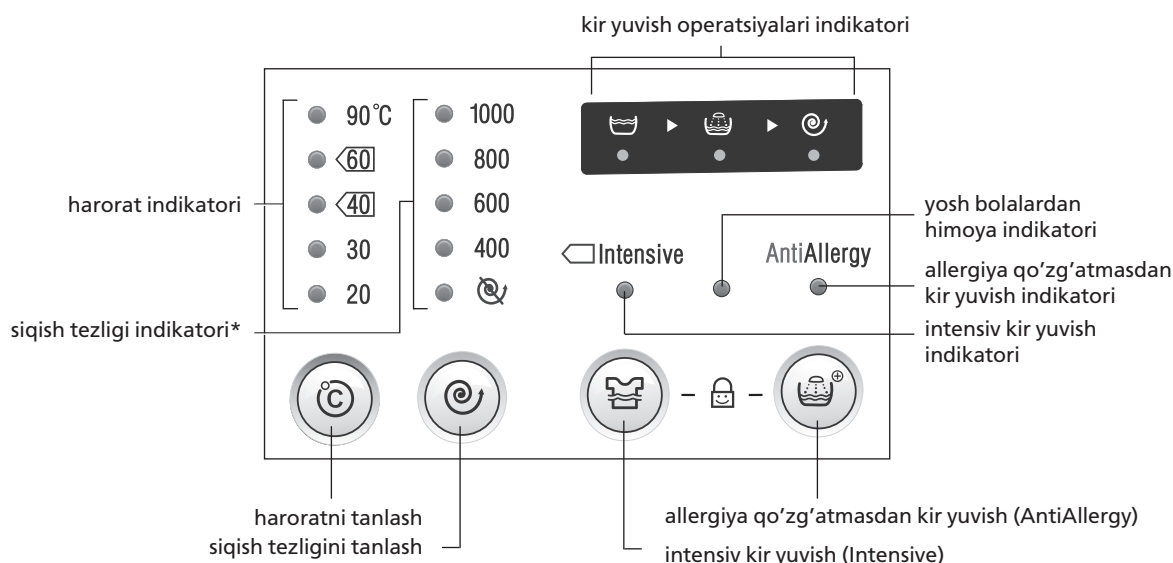 kir yuvish operatsiyalari indikatori
90°C
60
40
30
20
1000
800
600
400
harorat indikatori
siqish tezligi indikatori*
Intensive
AntiAllergy
yosh bolalardan
himoya indikatori
allergiya qo'zg'atmasdan
kir yuvish indikatori
intensiv kir yuvish
indikatori
°C
haroratni tanlash
siqish tezligini tanlash
allergiya qo'zg'atmasdan kir yuvish (AntiAllergy)
intensiv kir yuvish (Intensive)